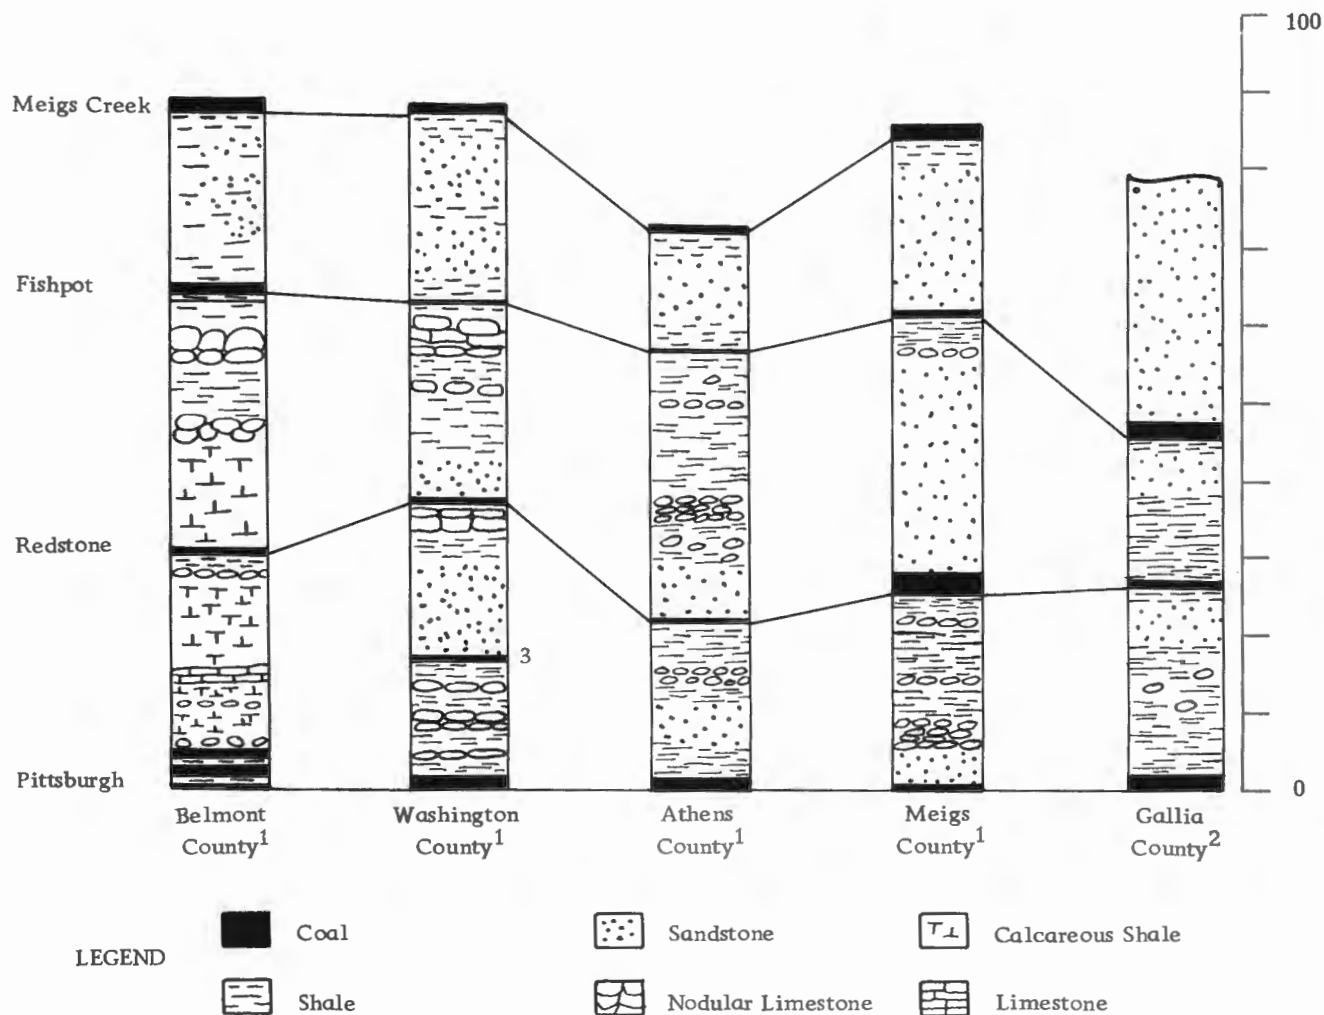 100
Meigs Creek
Fishpot
Redstone
3
Pittsburgh
0
Belmont
County¹
Washington
County¹
Athens
County¹
Meigs
County¹
Gallia
County²
LEGEND
Coal
Sandstone
Calcareous Shale
Shale
Nodular Limestone
Limestone